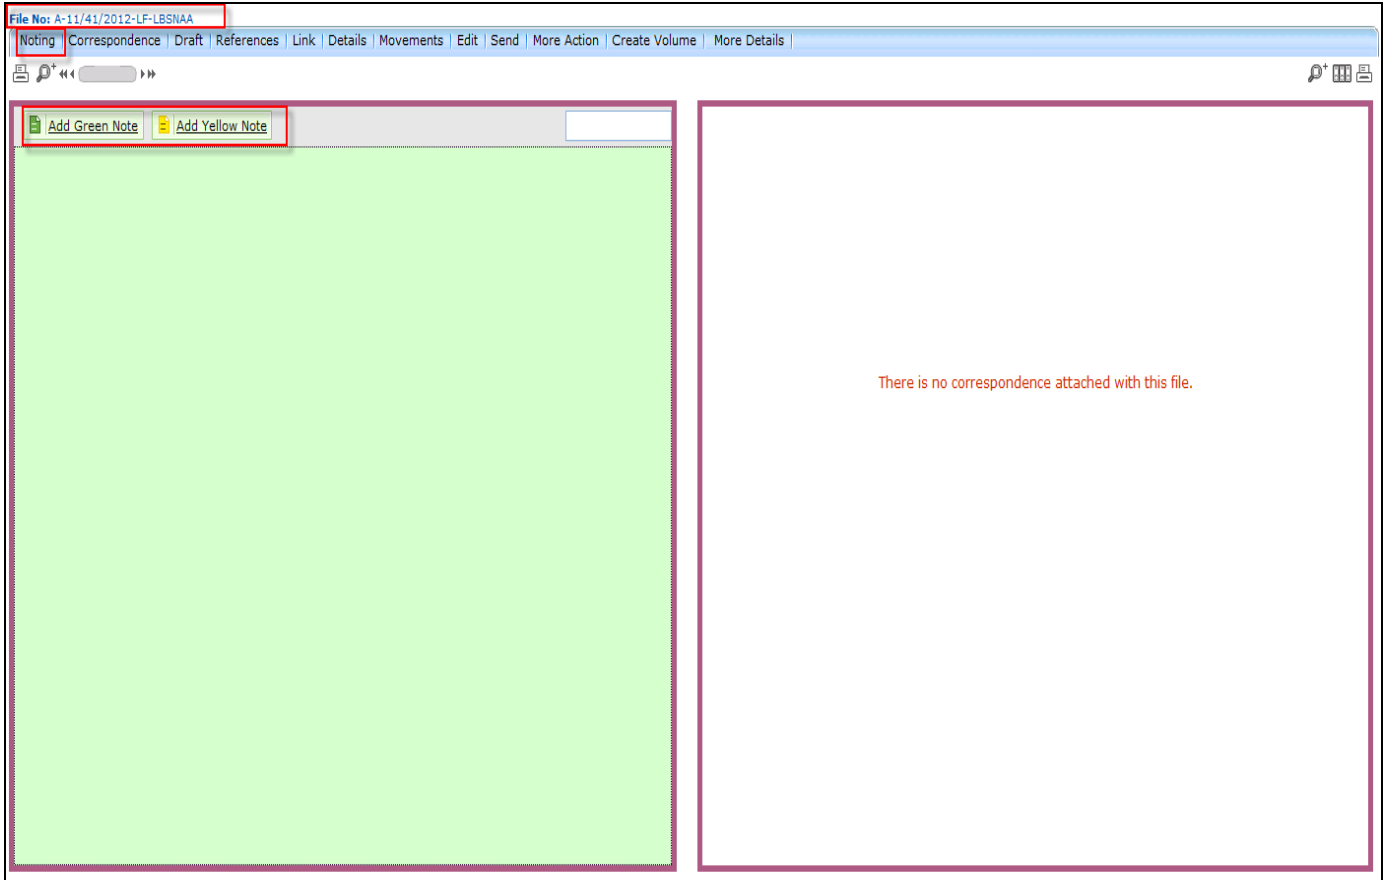 File No: A-11/41/2012-LF-LBSNAA
Noting | Correspondence | Draft | References | Link | Details | Movements | Edit | Send | More Action | Create Volume | More Details |
Add Green Note Add Yellow Note
There is no correspondence attached with this file.